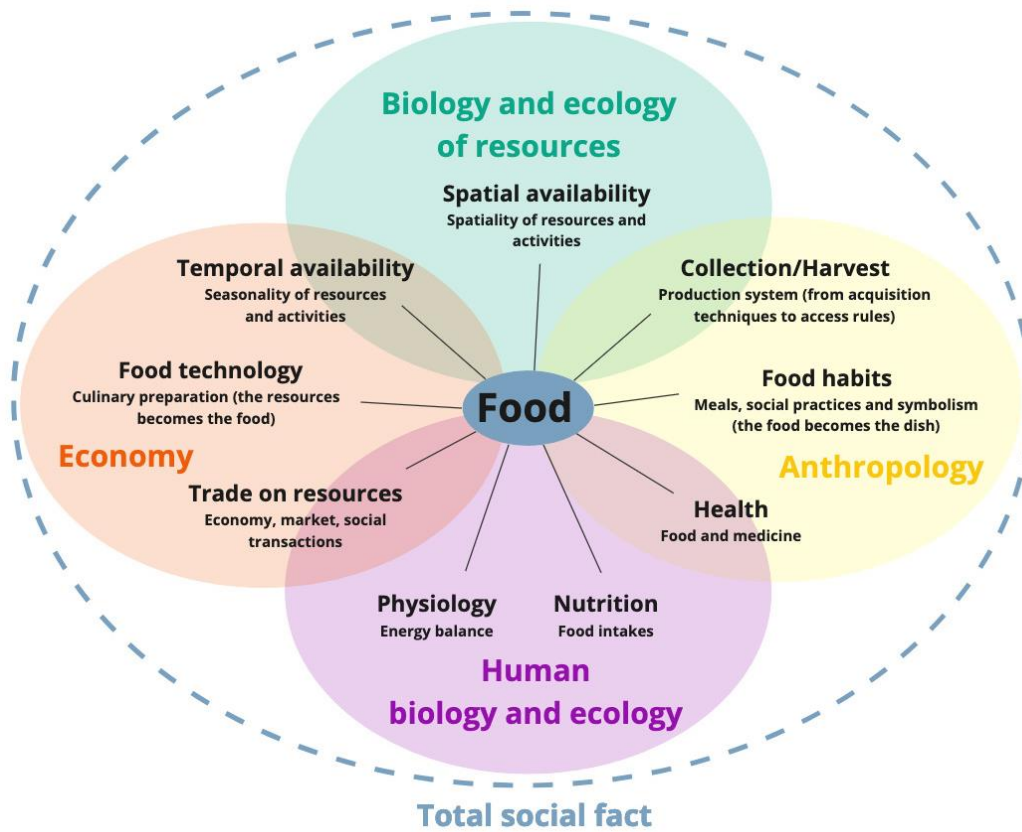 Biology and ecology
of resources
Spatial availability
Spatiality of resources and
activities
Temporal availability
Seasonality of resources
and activities
Collection/Harvest
Production system (from acquisition
techniques to access rules)
Food technology
Culinary preparation (the resources
becomes the food)
Food
Food habits
Meals, social practices and symbolism
(the food becomes the dish)
Economy
Anthropology
Trade on resources
Economy, market, social
transactions
Health
Food and medicine
Physiology
Energy balance
Nutrition
Food intakes
Human
biology and ecology
Total social fact